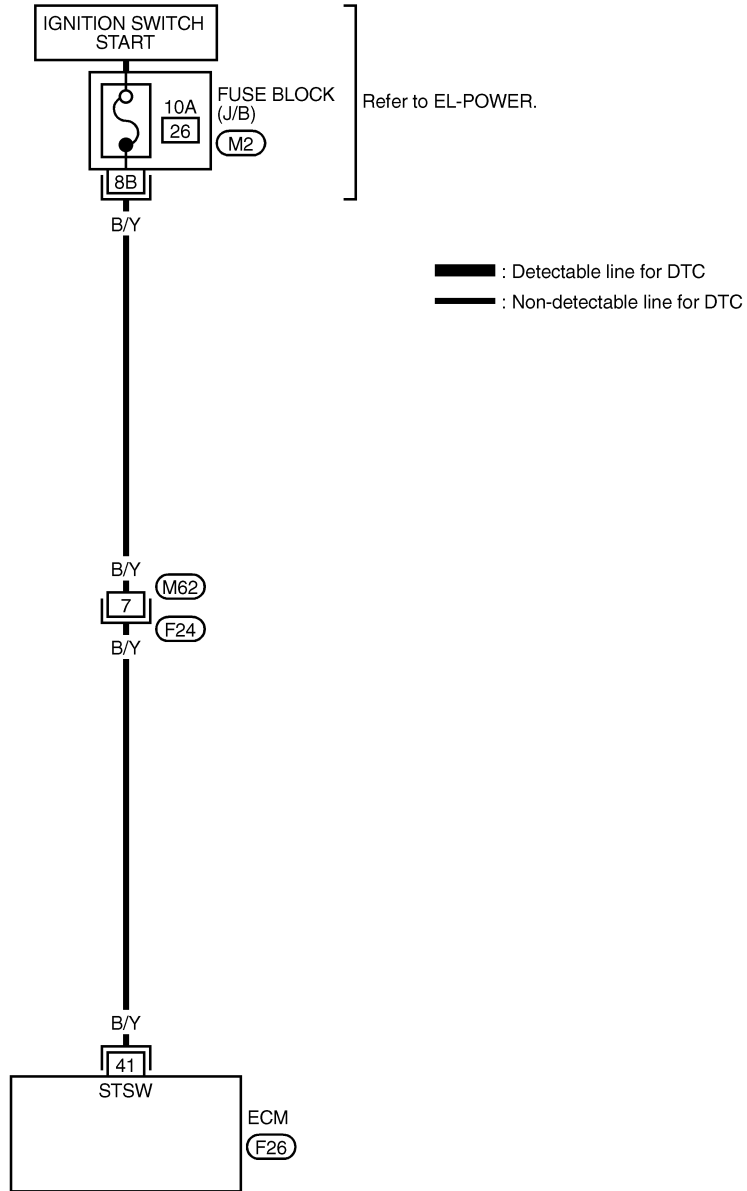 IGNITION SWITCH
START
FUSE BLOCK
(J/B)
10A
26
M2
Refer to EL-POWER.
8B
B/Y
: Detectable line for DTC
: Non-detectable line for DTC
B/Y
M62
7
F24
B/Y
B/Y
41
STSW
ECM
F26